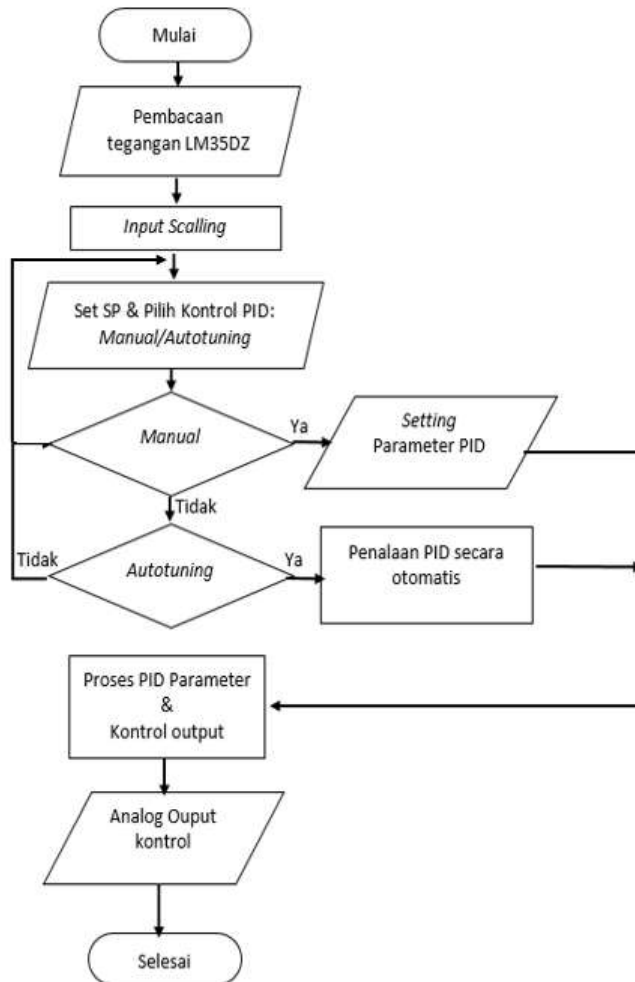 Mulai
Pembacaan
tegangan LM35DZ
Input Scalling
Set SP & Pilih Kontrol PID:
Manual/Autotuning
Manual
Ya
Setting
Parameter PID
Tidak
Tidak
Autotuning
Ya
Penalaan PID secara
otomatis
Proses PID Parameter
&
Kontrol output
Analog Ouput
kontrol
Selesai